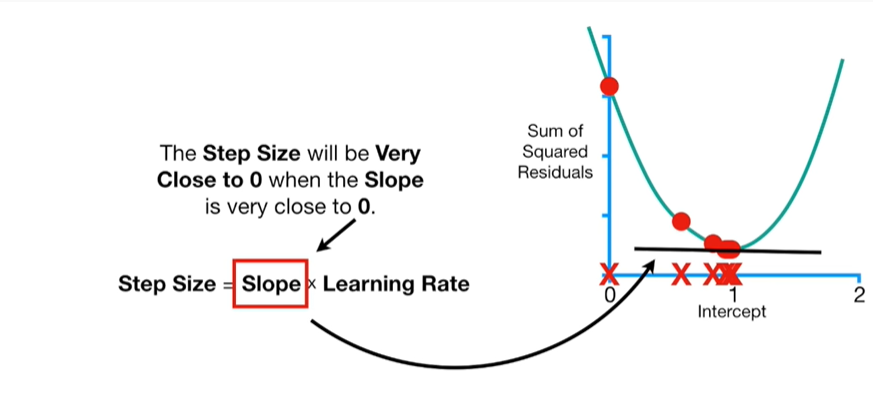 The Step Size will be Very
Close to 0 when the Slope
is very close to 0.
Step Size = Slope × Learning Rate
Sum of
Squared
Residuals
0
1
2
Intercept